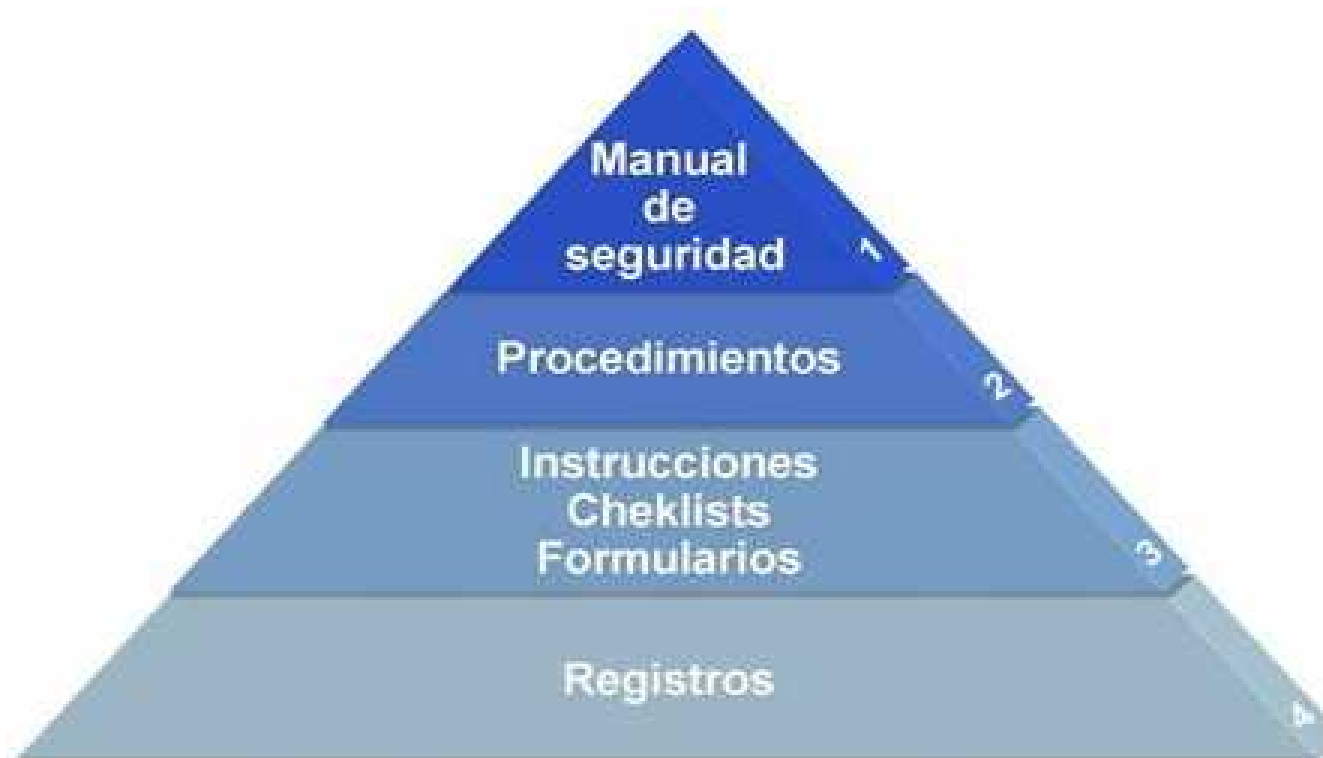 Manual
de
seguridad
1
Procedimientos
2
Instrucciones
Cheklists
Formularios
3
Registros
4